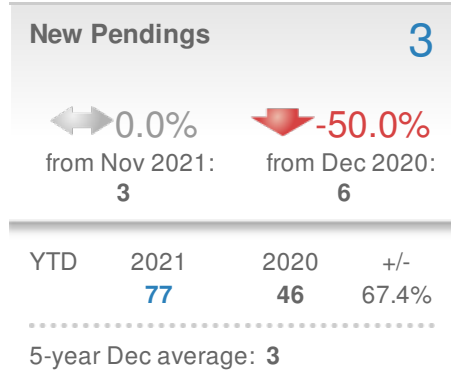 New Pendings 3
0.0% -50.0%
from Nov 2021: from Dec 2020:
3 6
YTD 2021 2020 +/-
77 46 67.4%
5-year Dec average: 3